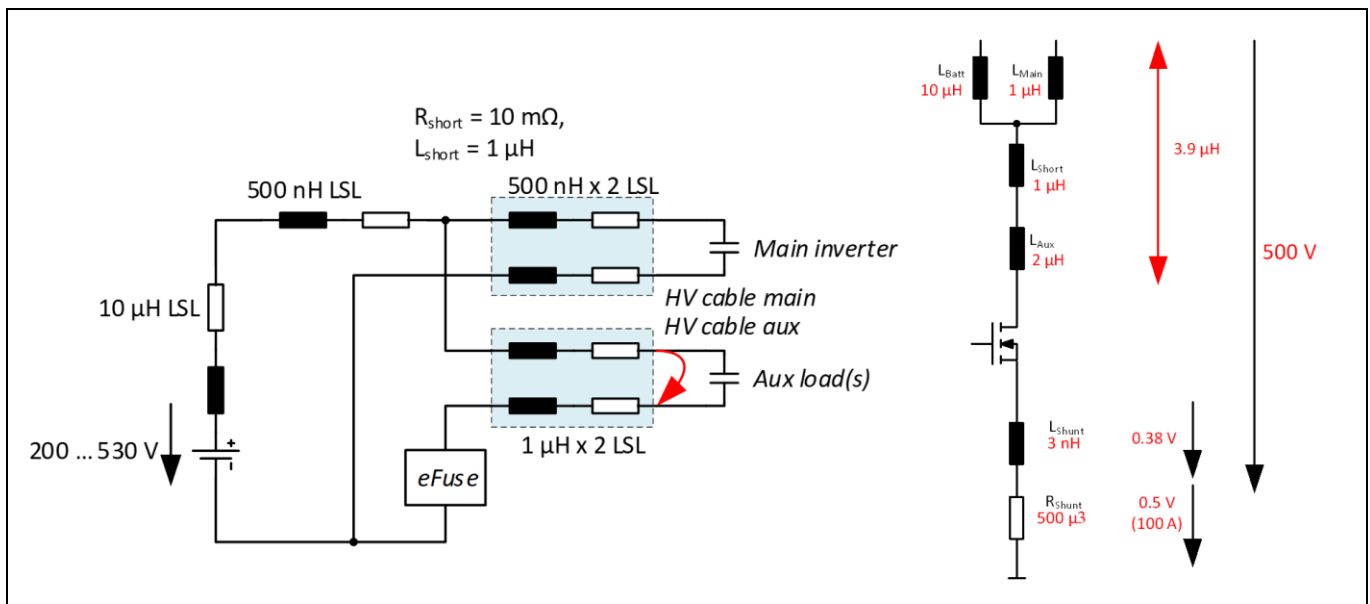 R_short = 10 mΩ,
L_short = 1 µH
500 nH LSL
500 nH x 2 LSL
Main inverter
HV cable main
HV cable aux
10 µH LSL
Aux load(s)
1 µH x 2 LSL
200 ... 530 V
+
-
eFuse
L_Batt
10 µH
L_Main
1 µH
3.9 µH
L_Short
1 µH
L_Aux
2 µH
500 V
L_Shunt
3 nH
0.38 V
R_Shunt
500 µ3
0.5 V
(100 A)